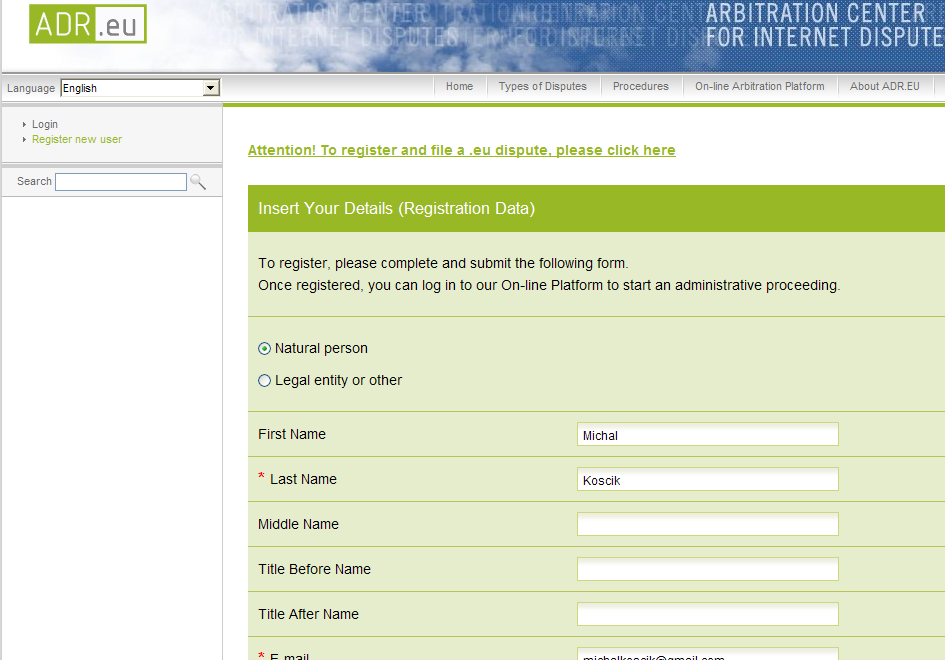 ADR.eu
ARBITRATION CENTER
FOR INTERNET DISPUTE
Language English
Home Types of Disputes Procedures On-line Arbitration Platform About ADR.EU
Login
Register new user
Search
Attention! To register and file a .eu dispute, please click here
Insert Your Details (Registration Data)
To register, please complete and submit the following form.
Once registered, you can log in to our On-line Platform to start an administrative proceeding.
Natural person
Legal entity or other
First Name Michal
* Last Name Koscik
Middle Name
Title Before Name
Title After Name
* E-mail michalkoscik@gmail.com